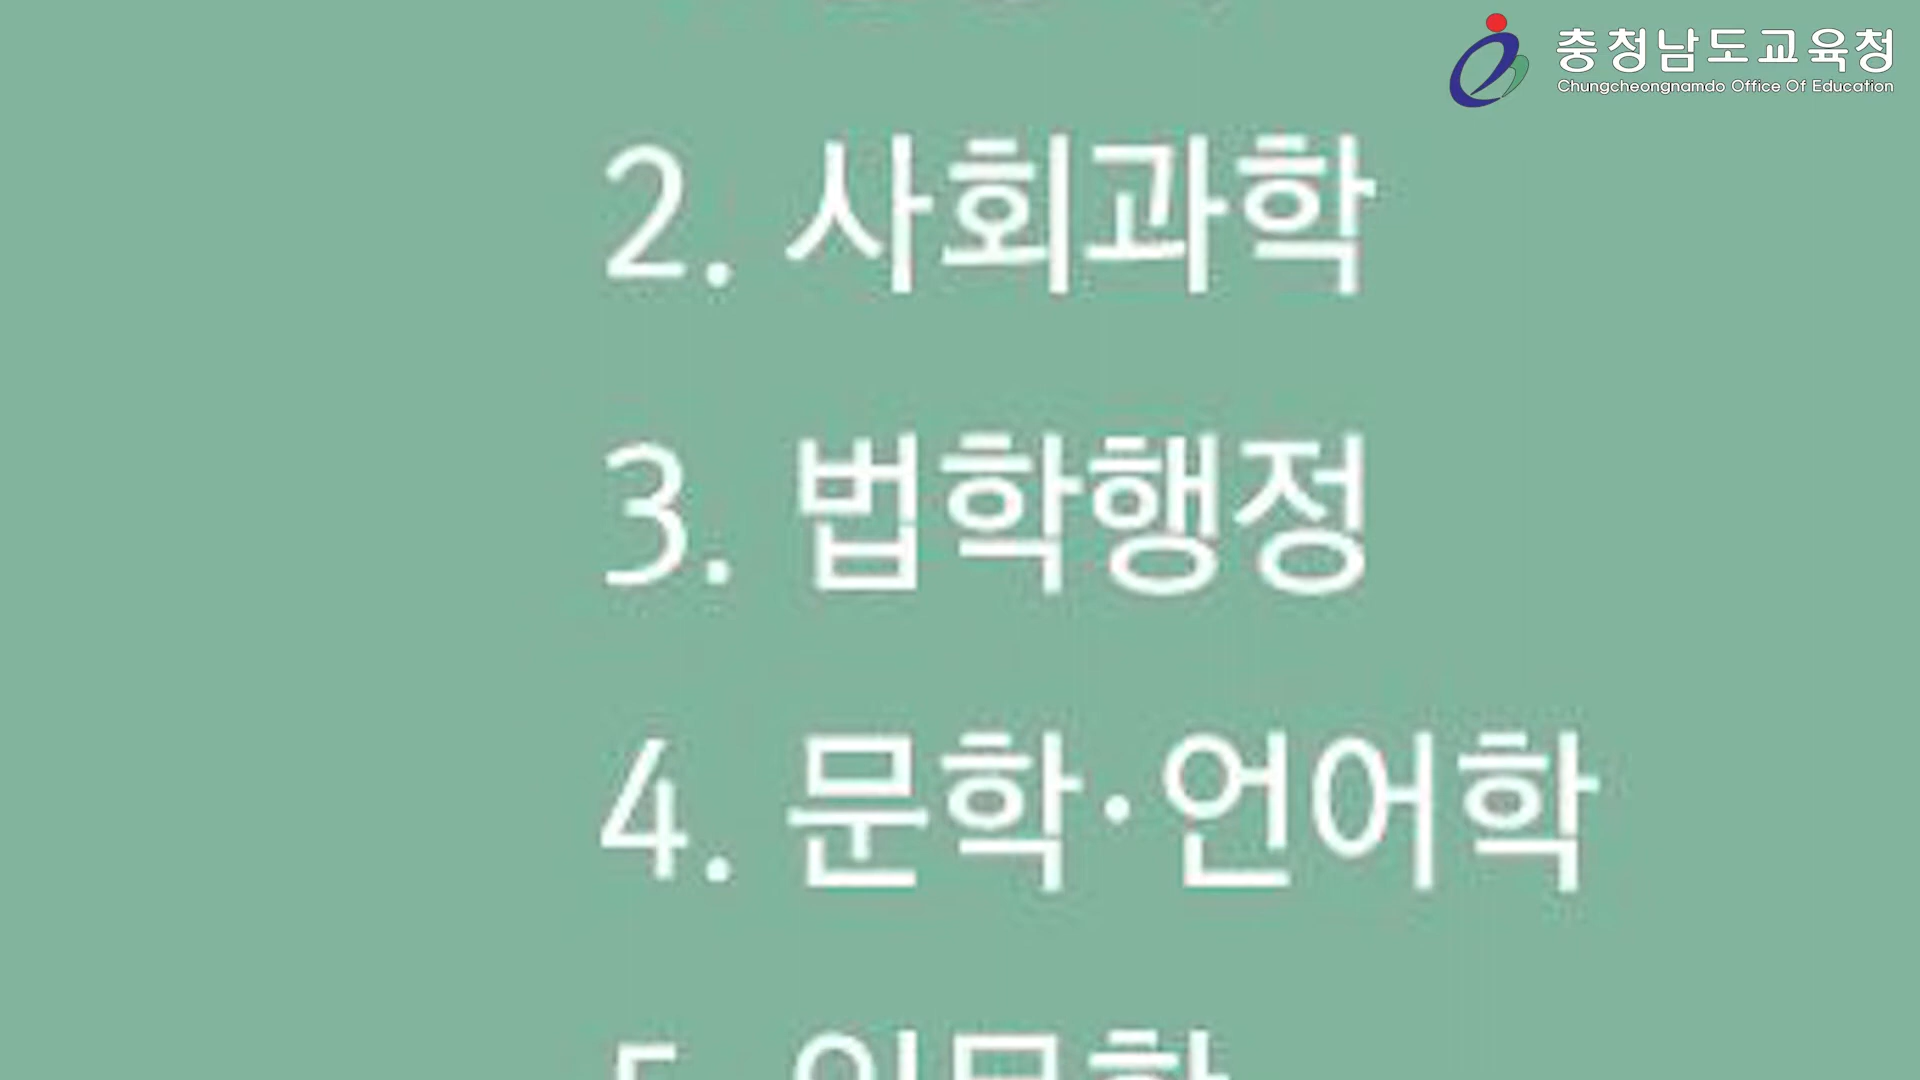 충청남도교육청
Chungcheongnamdo Office Of Education
2. 사회과학
3. 법학행정
4. 문학·언어학